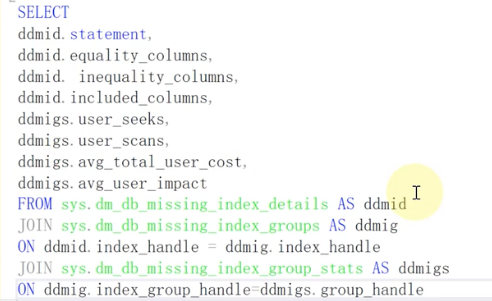 SELECT
ddmid.statement,
ddmid.equality_columns,
ddmid. inequality_columns,
ddmid.included_columns,
ddmigs.user_seeks,
ddmigs.user_scans,
ddmigs.avg_total_user_cost,
ddmigs.avg_user_impact
FROM sys.dm_db_missing_index_details AS ddmid
JOIN sys.dm_db_missing_index_groups AS ddmig
ON ddmid.index_handle = ddmig.index_handle
JOIN sys.dm_db_missing_index_group_stats AS ddmigs
ON ddmig.index_group_handle=ddmigs.group_handle